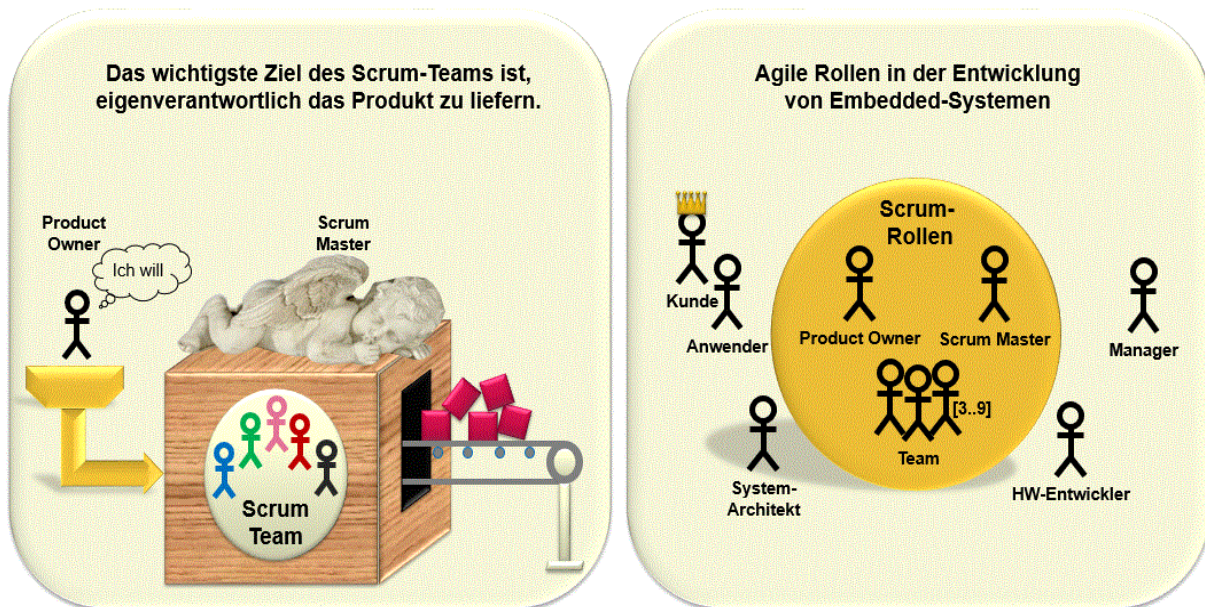 Das wichtigste Ziel des Scrum-Teams ist,
eigenverantwortlich das Produkt zu liefern.
Product
Owner
Ich will
Scrum
Master
Scrum
Team
Agile Rollen in der Entwicklung
von Embedded-Systemen
Scrum-
Rollen
Kunde
Anwender
Product Owner
Scrum Master
Manager
[3..9]
Team
System-
Architekt
HW-Entwickler